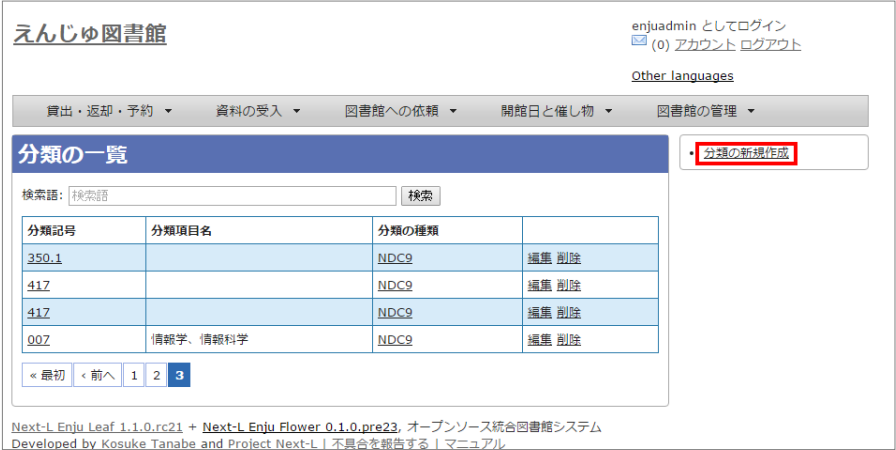 えんじゅ図書館
enjuadmin としてログイン
(0) アカウント ログアウト
Other languages
貸出・返却・予約 ▼ 資料の受入 ▼ 図書館への依頼 ▼ 開館日と催し物 ▼ 図書館の管理 ▼
分類の一覧
• 分類の新規作成
検索語: 検索語 検索
分類記号 分類項目名 分類の種類
350.1 NDC9 編集 削除
417 NDC9 編集 削除
417 NDC9 編集 削除
007 情報学、情報科学 NDC9 編集 削除
« 最初 ‹ 前へ 1 2 3
Next-L Enju Leaf 1.1.0.rc21 + Next-L Enju Flower 0.1.0.pre23, オープンソース統合図書館システム
Developed by Kosuke Tanabe and Project Next-L | 不具合を報告する | マニュアル